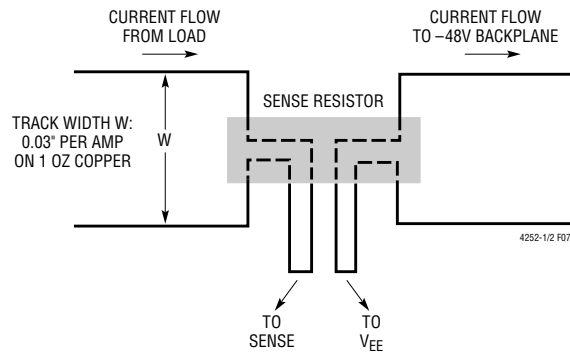 CURRENT FLOW
FROM LOAD
CURRENT FLOW
TO –48V BACKPLANE
SENSE RESISTOR
TRACK WIDTH W:
0.03" PER AMP
ON 1 OZ COPPER
W
4252-1/2 F07
TO
SENSE
TO
VEE